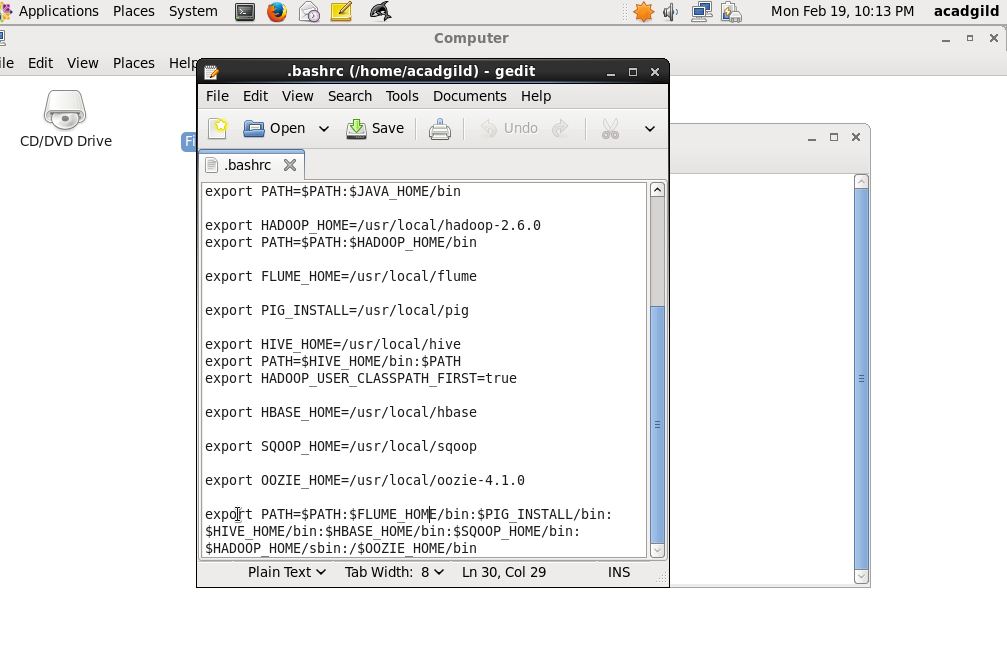 Applications Places System Mon Feb 19, 10:13 PM acadgild
Computer
ile Edit View Places Help
CD/DVD Drive
Fi
.bashrc (/home/acadgild) - gedit
File Edit View Search Tools Documents Help
Open Save Undo
.bashrc
export PATH=$PATH:$JAVA_HOME/bin
export HADOOP_HOME=/usr/local/hadoop-2.6.0
export PATH=$PATH:$HADOOP_HOME/bin
export FLUME_HOME=/usr/local/flume
export PIG_INSTALL=/usr/local/pig
export HIVE_HOME=/usr/local/hive
export PATH=$HIVE_HOME/bin:$PATH
export HADOOP_USER_CLASSPATH_FIRST=true
export HBASE_HOME=/usr/local/hbase
export SQOOP_HOME=/usr/local/sqoop
export OOZIE_HOME=/usr/local/oozie-4.1.0
export PATH=$PATH:$FLUME_HOME/bin:$PIG_INSTALL/bin:
$HIVE_HOME/bin:$HBASE_HOME/bin:$SQOOP_HOME/bin:
$HADOOP_HOME/sbin:/$OOZIE_HOME/bin
Plain Text Tab Width: 8 Ln 30, Col 29 INS